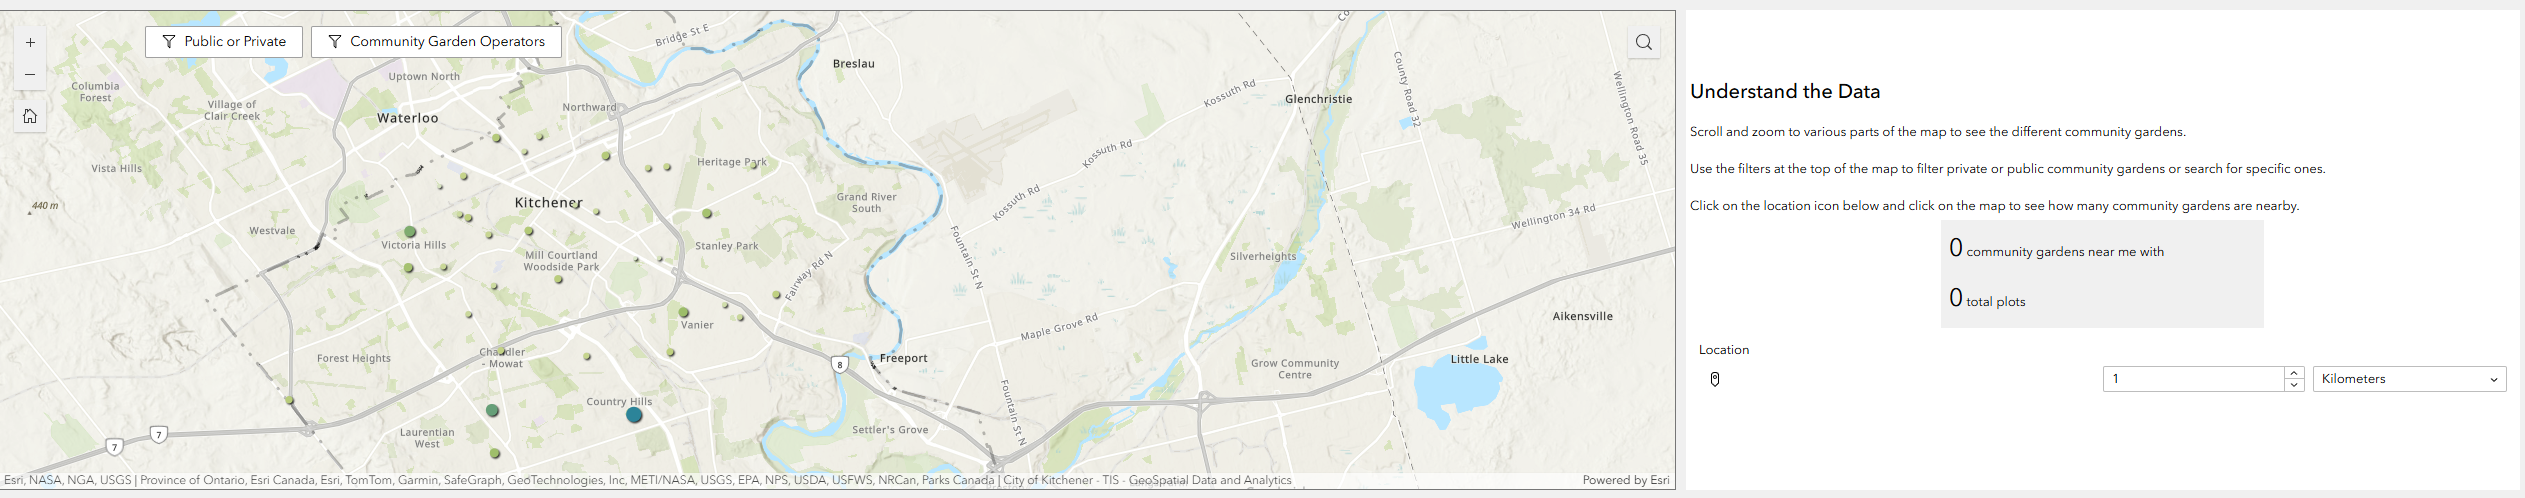 Public or Private
Community Garden Operators
Bridge St E
Breslau
Uptown North
Columbia
Forest
Village of
Clair Creek
Northward
Waterloo
Kossuth Rd
Glenchristie
County Road 32
Wellington Road 35
Vista Hills
Heritage Park
Kossuth Rd
440 m
Kitchener
Grand River
South
Kossuth Rd
Wellington 34 Rd
Westvale
Victoria Hills
Stanley Park
Mill Courtland
Woodside Park
Fairway Rd N
Fountain St N
Silverheights
Maple Grove Rd
Vanier
Aikensville
Forest Heights
Chandler
- Mowat
8
Freeport
Grow Community
Centre
Little Lake
Country Hills
Fountain St N
7
7
Laurentian
West
Settler's Grove
Esri, NASA, NGA, USGS | Province of Ontario, Esri Canada, Esri, TomTom, Garmin, SafeGraph, GeoTechnologies, Inc, METI/NASA, USGS, EPA, NPS, USDA, USFWS, NRCan, Parks Canada | City of Kitchener - TIS - GeoSpatial Data and Analytics
Powered by Esri
Understand the Data
Scroll and zoom to various parts of the map to see the different community gardens.
Use the filters at the top of the map to filter private or public community gardens or search for specific ones.
Click on the location icon below and click on the map to see how many community gardens are nearby.
0 community gardens near me with
0 total plots
Location
1
Kilometers